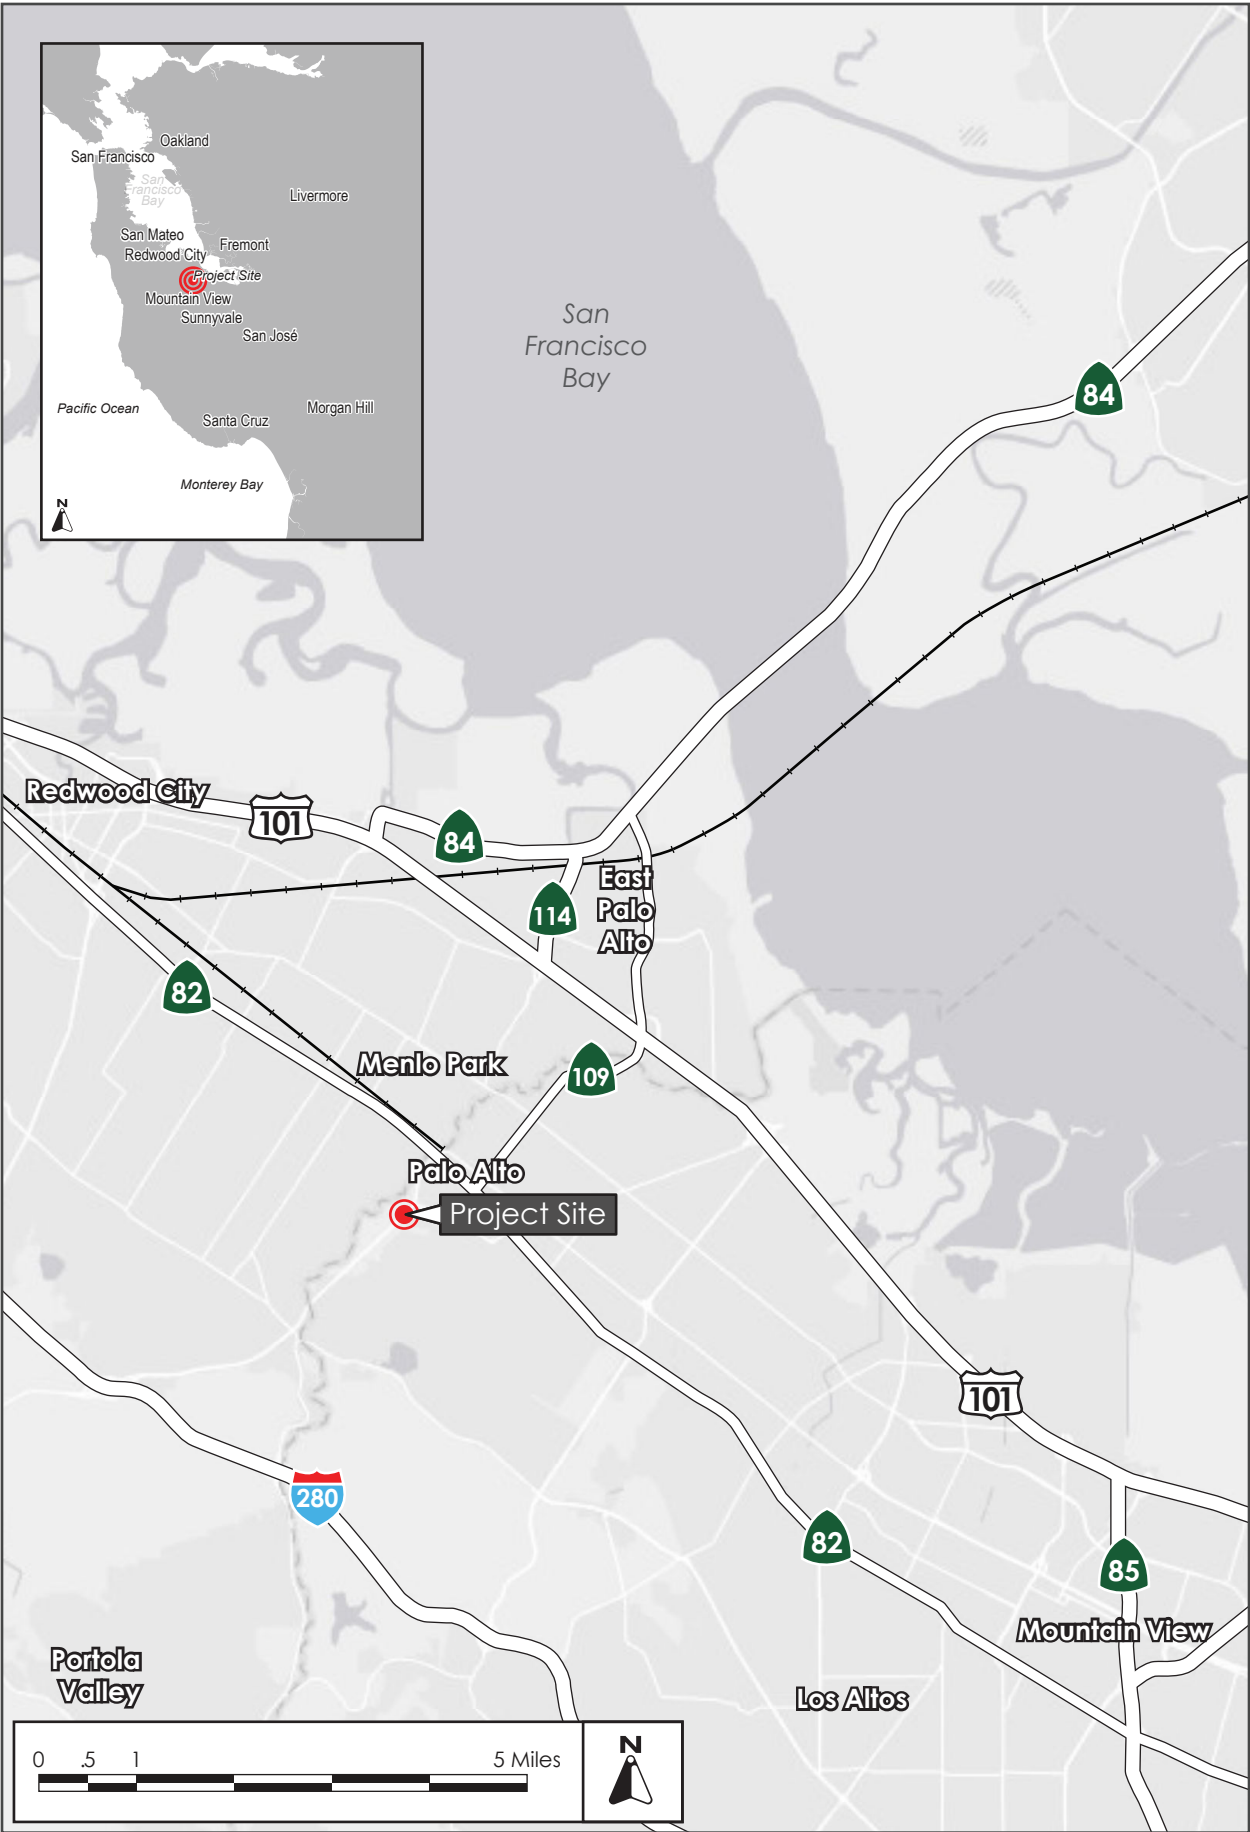 Oakland
San Francisco
San
Francisco
Bay
Livermore
San Mateo
Fremont
Redwood City
Project Site
Mountain View
Sunnyvale
San José
Pacific Ocean
Morgan Hill
Santa Cruz
Monterey Bay
N
San
Francisco
Bay
84
Redwood City
101
84
East
Palo
Alto
114
82
Menlo Park
109
Palo Alto
Project Site
101
280
82
85
Mountain View
Portola
Valley
Los Altos
0 .5 1 5 Miles
N